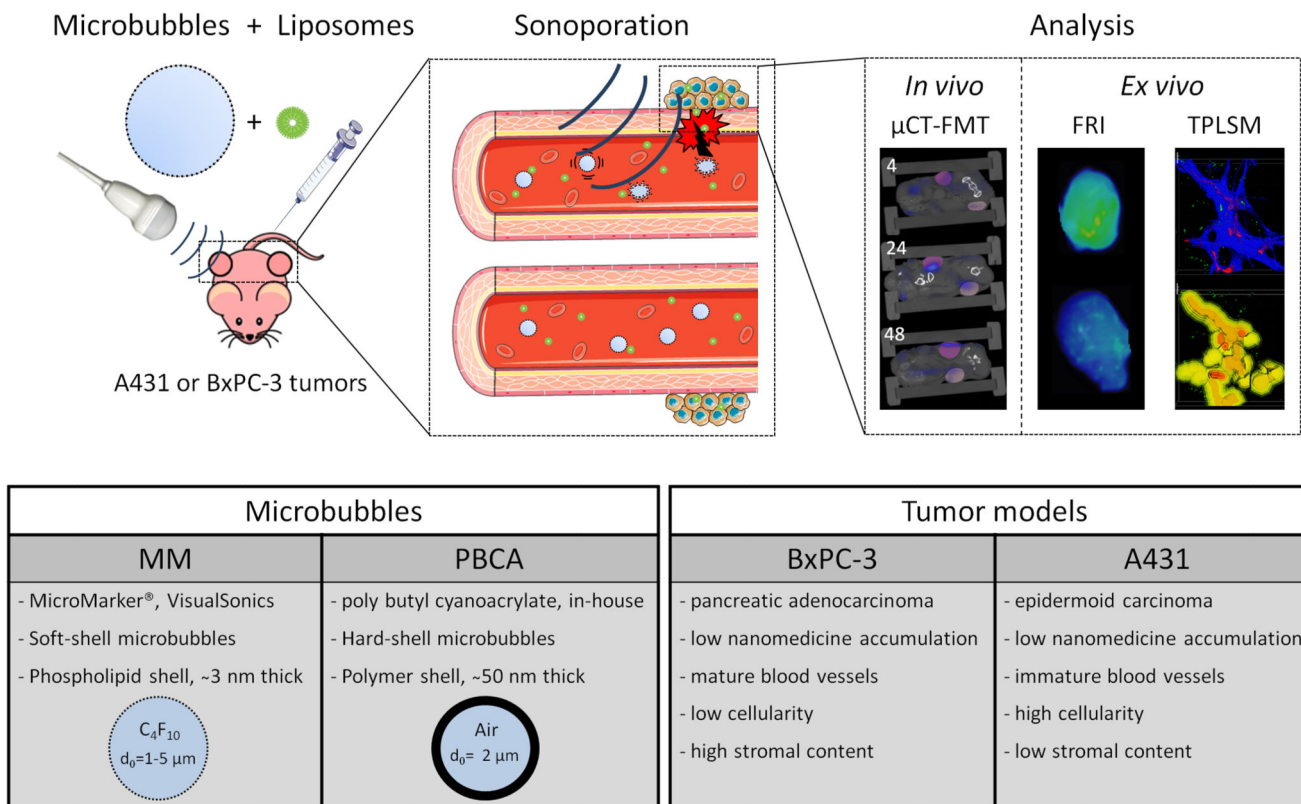 Microbubbles + Liposomes
Sonoporation
Analysis
+
In vivo
Ex vivo
µCT-FMT
FRI
TPLSM
4
24
48
A431 or BxPC-3 tumors
Microbubbles
MM
PBCA
- MicroMarker®, VisualSonics
- Soft-shell microbubbles
- Phospholipid shell, ~3 nm thick
C₄F₁₀
d₀=1-5 µm
- poly butyl cyanoacrylate, in-house
- Hard-shell microbubbles
- Polymer shell, ~50 nm thick
Air
d₀= 2 µm
Tumor models
BxPC-3
A431
- pancreatic adenocarcinoma
- low nanomedicine accumulation
- mature blood vessels
- low cellularity
- high stromal content
- epidermoid carcinoma
- low nanomedicine accumulation
- immature blood vessels
- high cellularity
- low stromal content